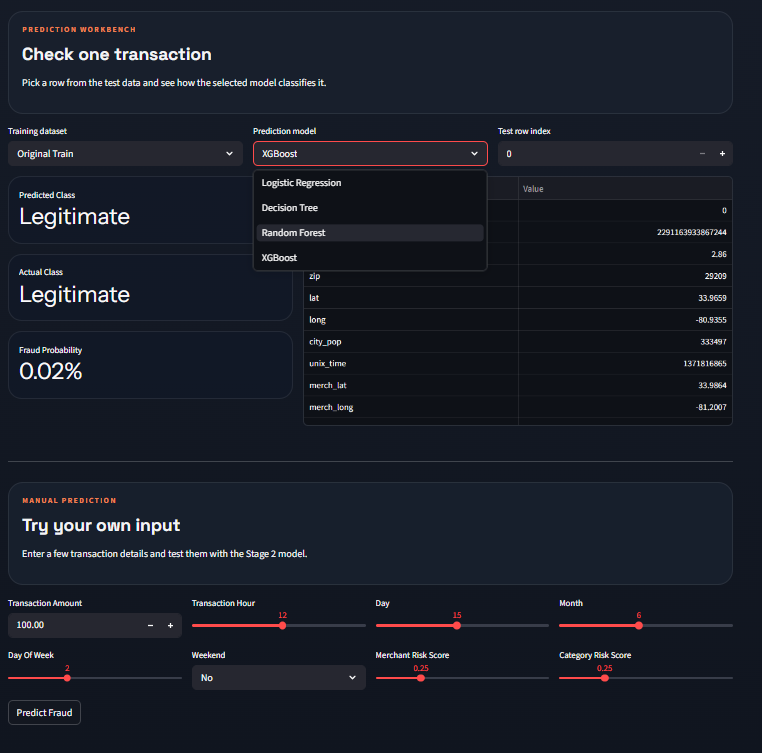 PREDICTION WORKBENCH
Check one transaction
Pick a row from the test data and see how the selected model classifies it.
Training dataset
Prediction model
Test row index
Original Train
XGBoost
0
Logistic Regression
Decision Tree
Random Forest
XGBoost
Predicted Class
Legitimate
Actual Class
Legitimate
Fraud Probability
0.02%
Value
0
2291163933867244
2.86
zip 29209
lat 33.9659
long -80.9355
city_pop 333497
unix_time 1371816865
merch_lat 33.9864
merch_long -81.2007
MANUAL PREDICTION
Try your own input
Enter a few transaction details and test them with the Stage 2 model.
Transaction Amount
Transaction Hour
Day
Month
100.00
12
15
6
Day Of Week
Weekend
Merchant Risk Score
Category Risk Score
2
No
0.25
0.25
Predict Fraud